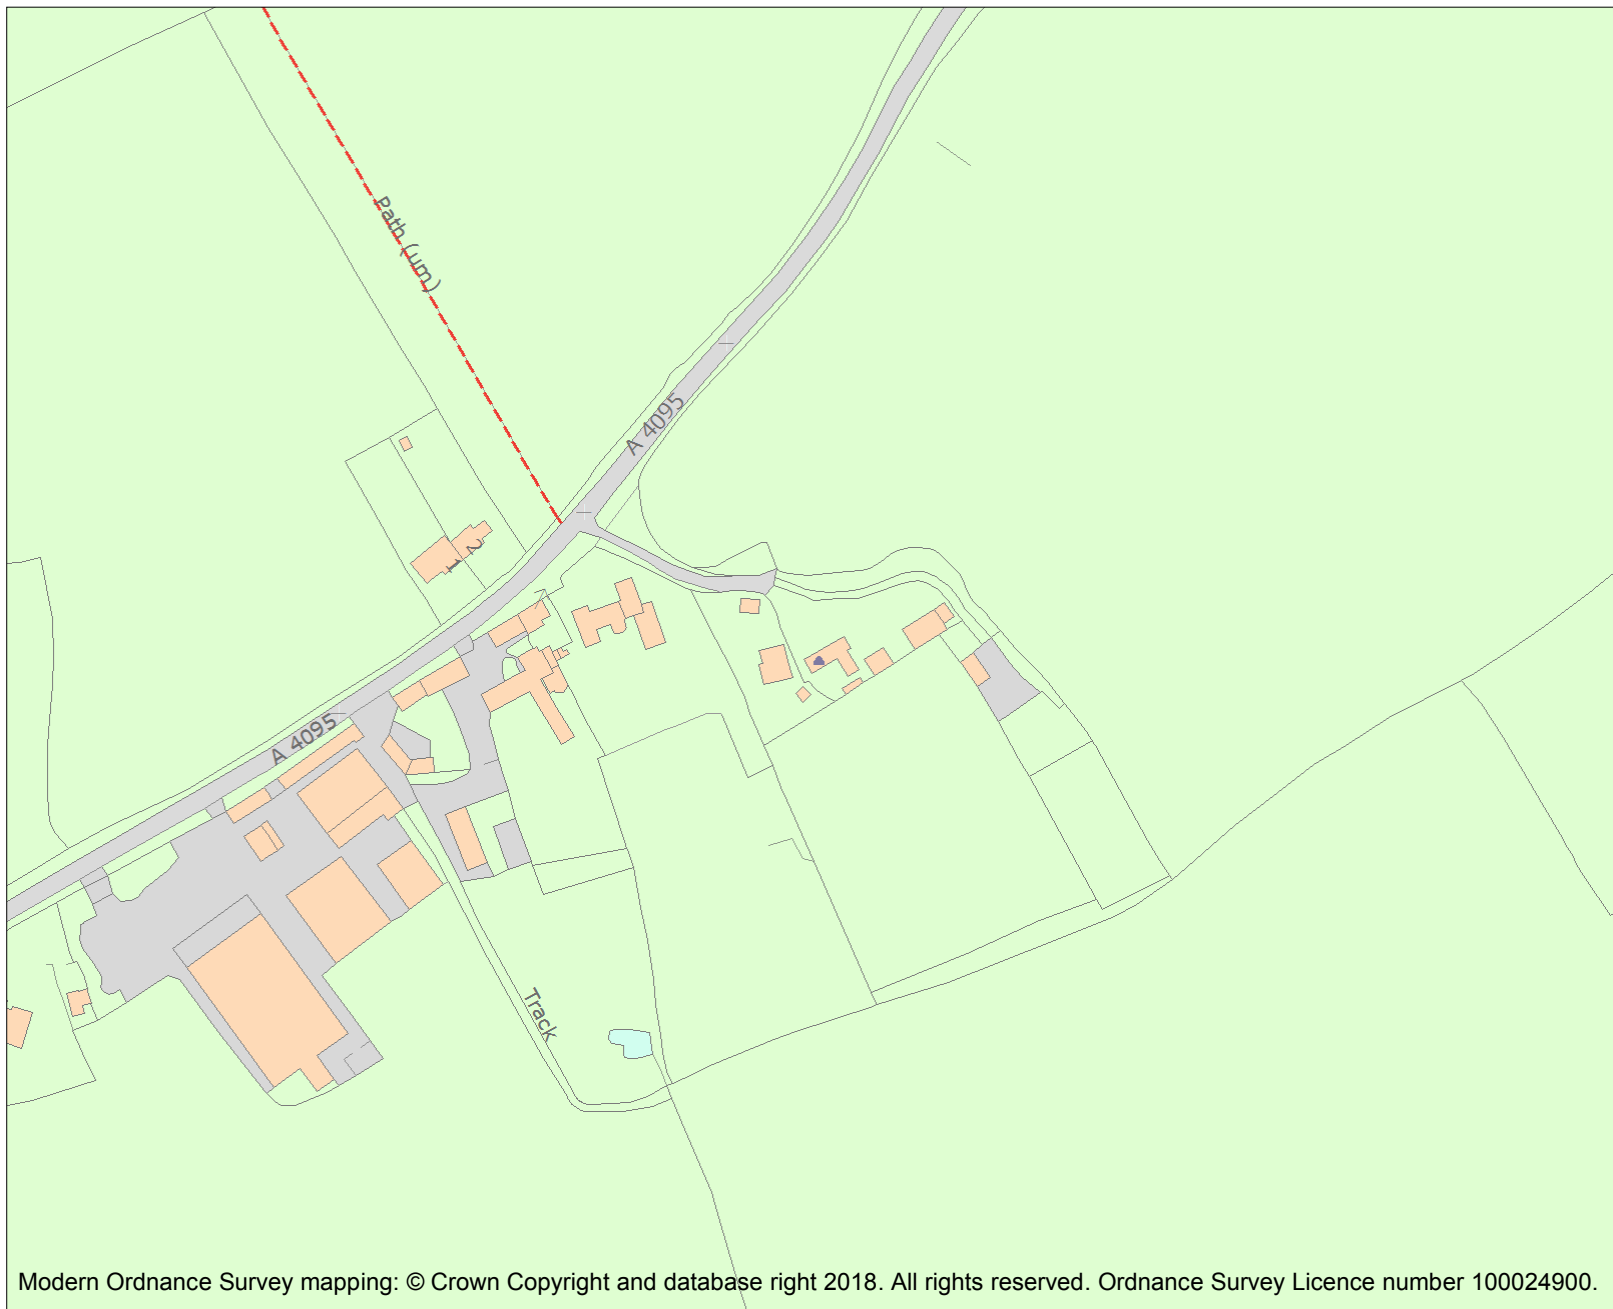 Path (um)
A 4095
2
1
A 4095
Track
Modern Ordnance Survey mapping: © Crown Copyright and database right 2018. All rights reserved. Ordnance Survey Licence number 100024900.